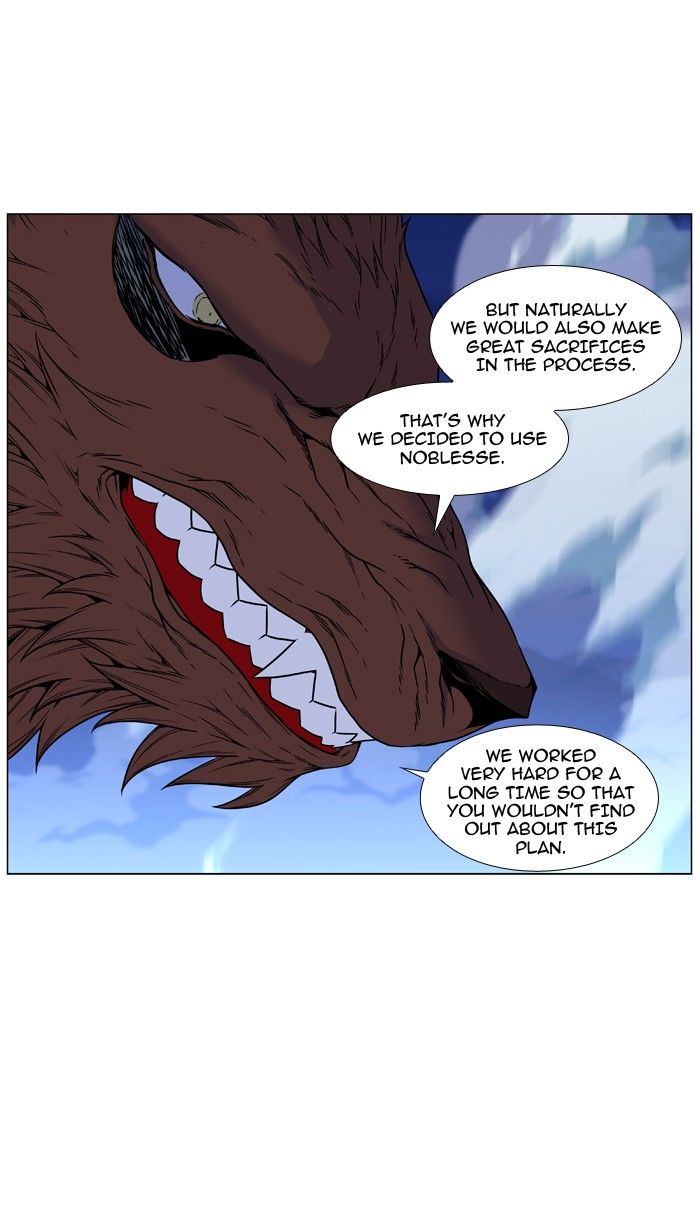 BUT NATURALLY
WE WOULD ALSO MAKE
GREAT SACRIFICES
IN THE PROCESS.
THAT'S WHY
WE DECIDED TO USE
NOBLESSE.
WE WORKED
VERY HARD FOR A
LONG TIME SO THAT
YOU WOULDN'T FIND
OUT ABOUT THIS
PLAN.